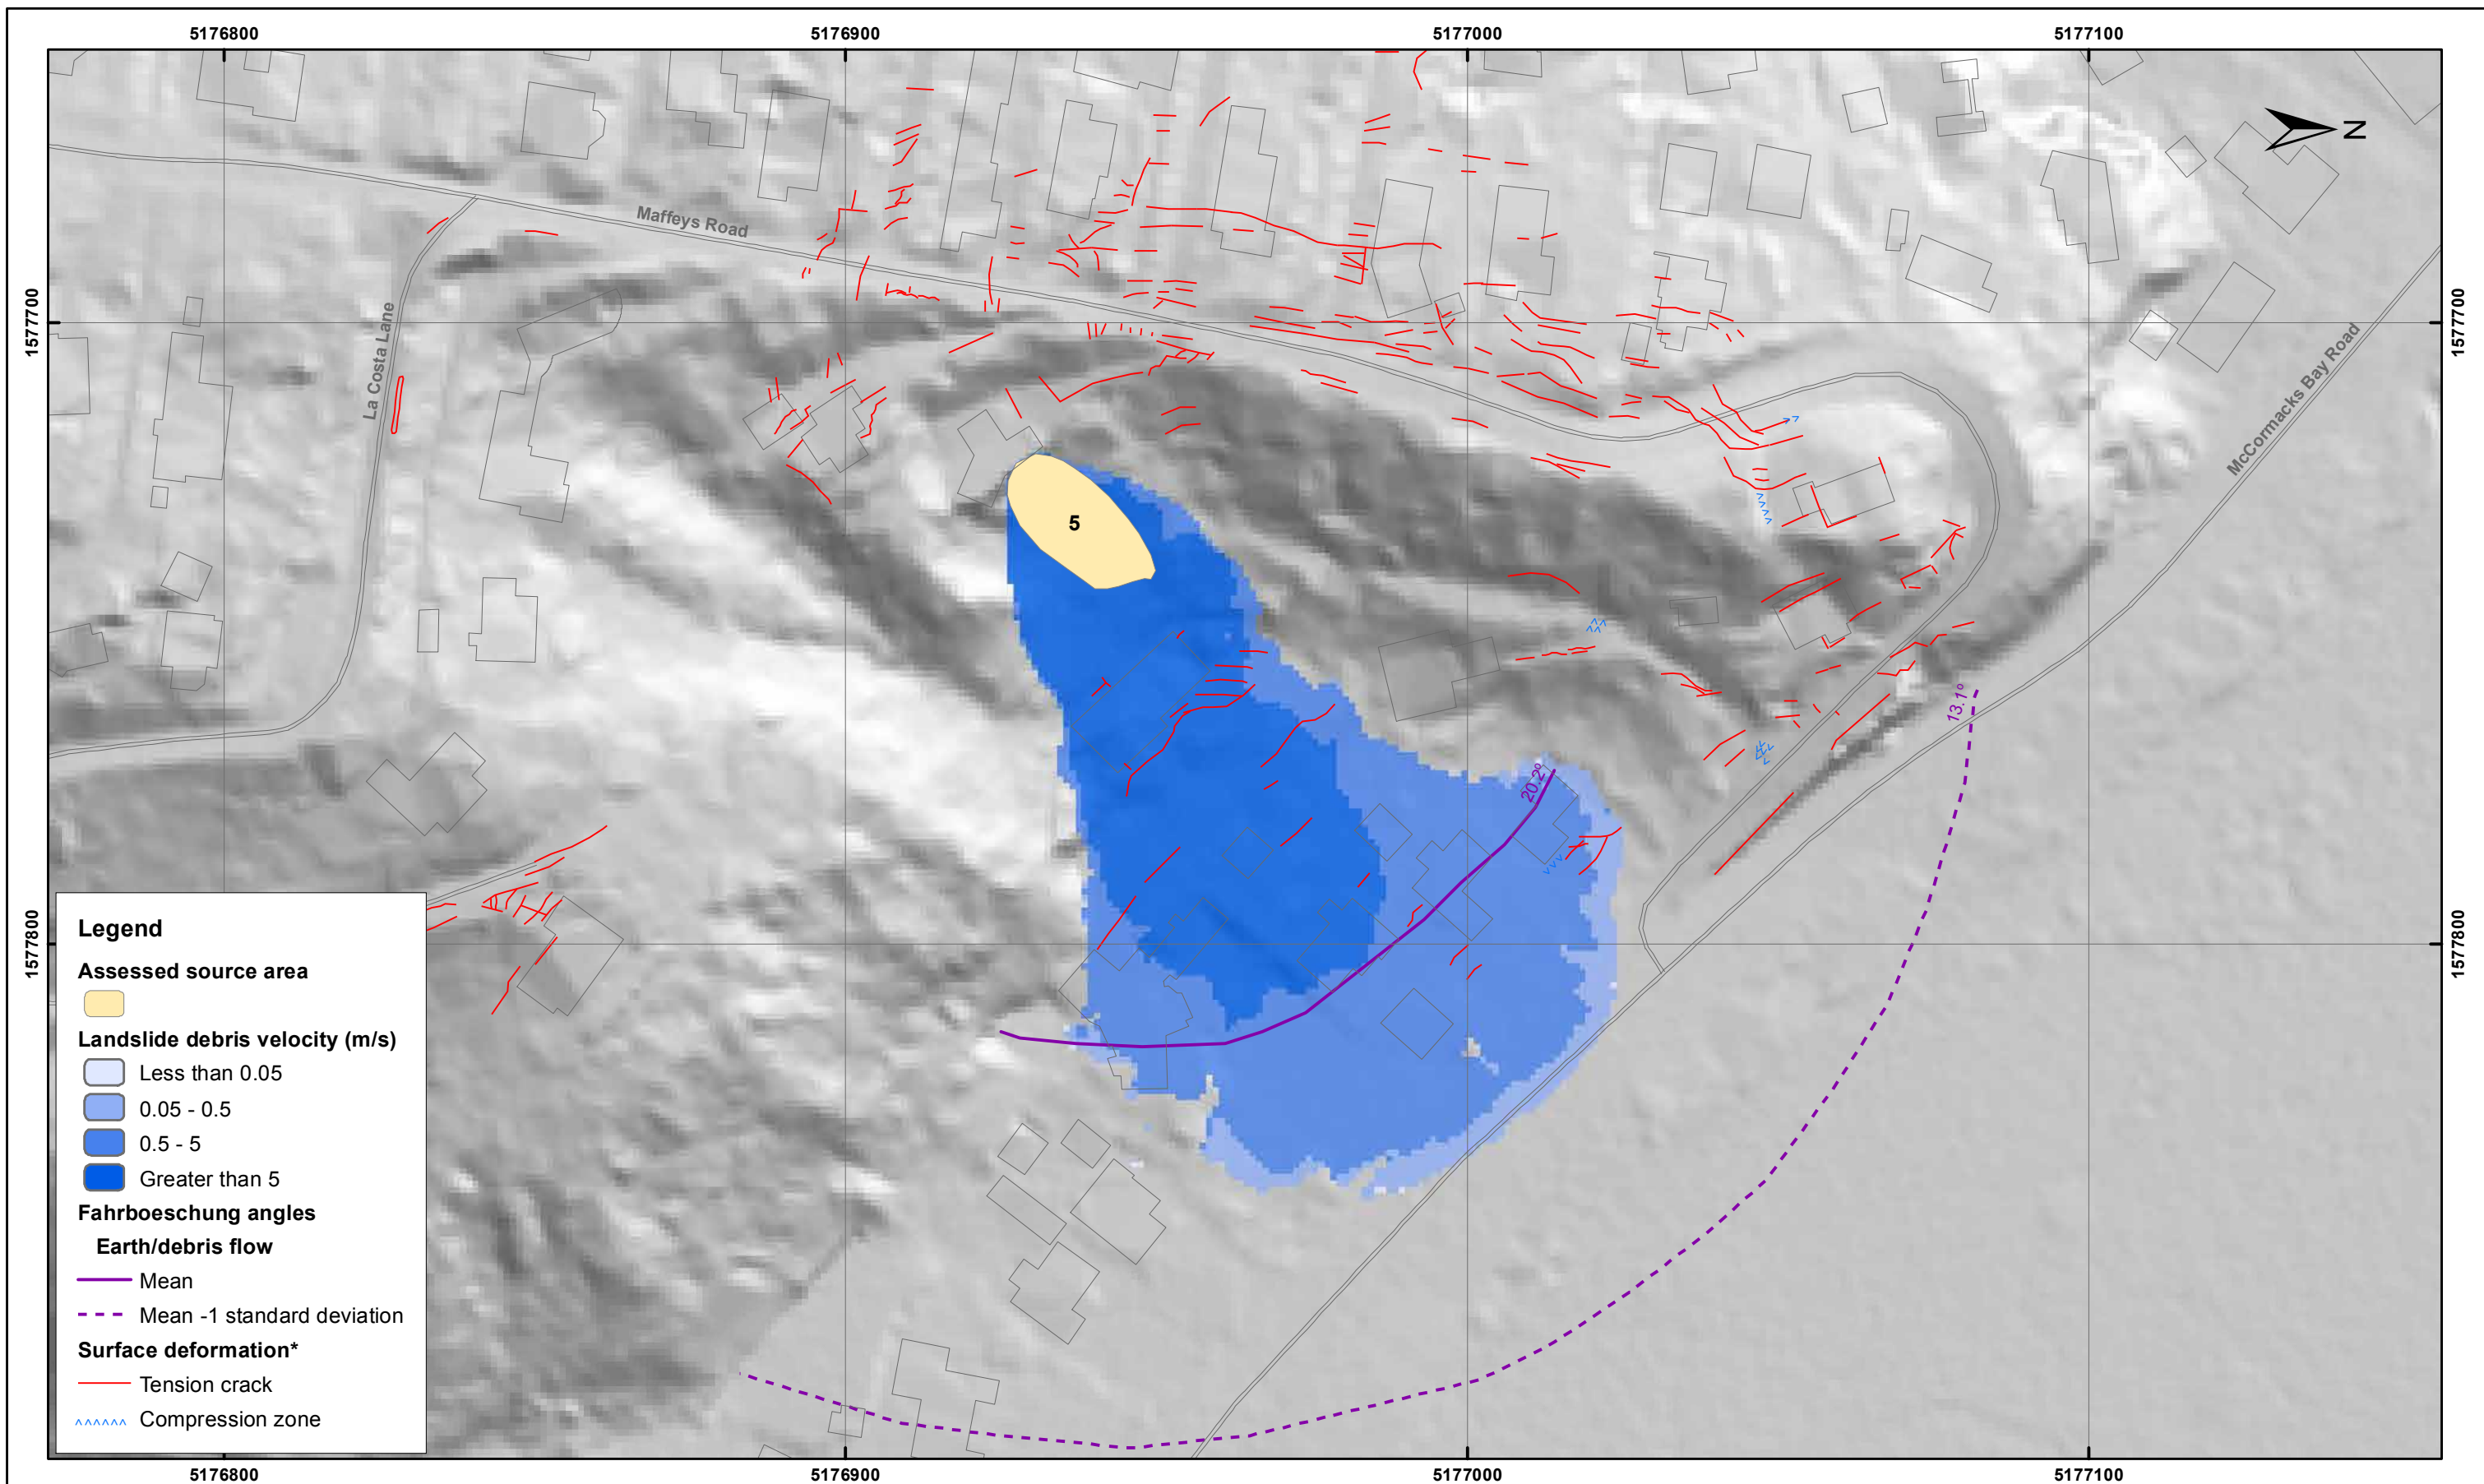 5176800
5176900
5177000
5177100
N
Maffeys Road
La Costa Lane
McCormacks Bay Road
1577700
1577700
5
13.1°
20.2°
1577800
1577800
Legend
Assessed source area
Landslide debris velocity (m/s)
Less than 0.05
0.05 - 0.5
0.5 - 5
Greater than 5
Fahrboeschung angles
Earth/debris flow
Mean
Mean -1 standard deviation
Surface deformation*
Tension crack
Compression zone
5176800
5176900
5177000
5177100